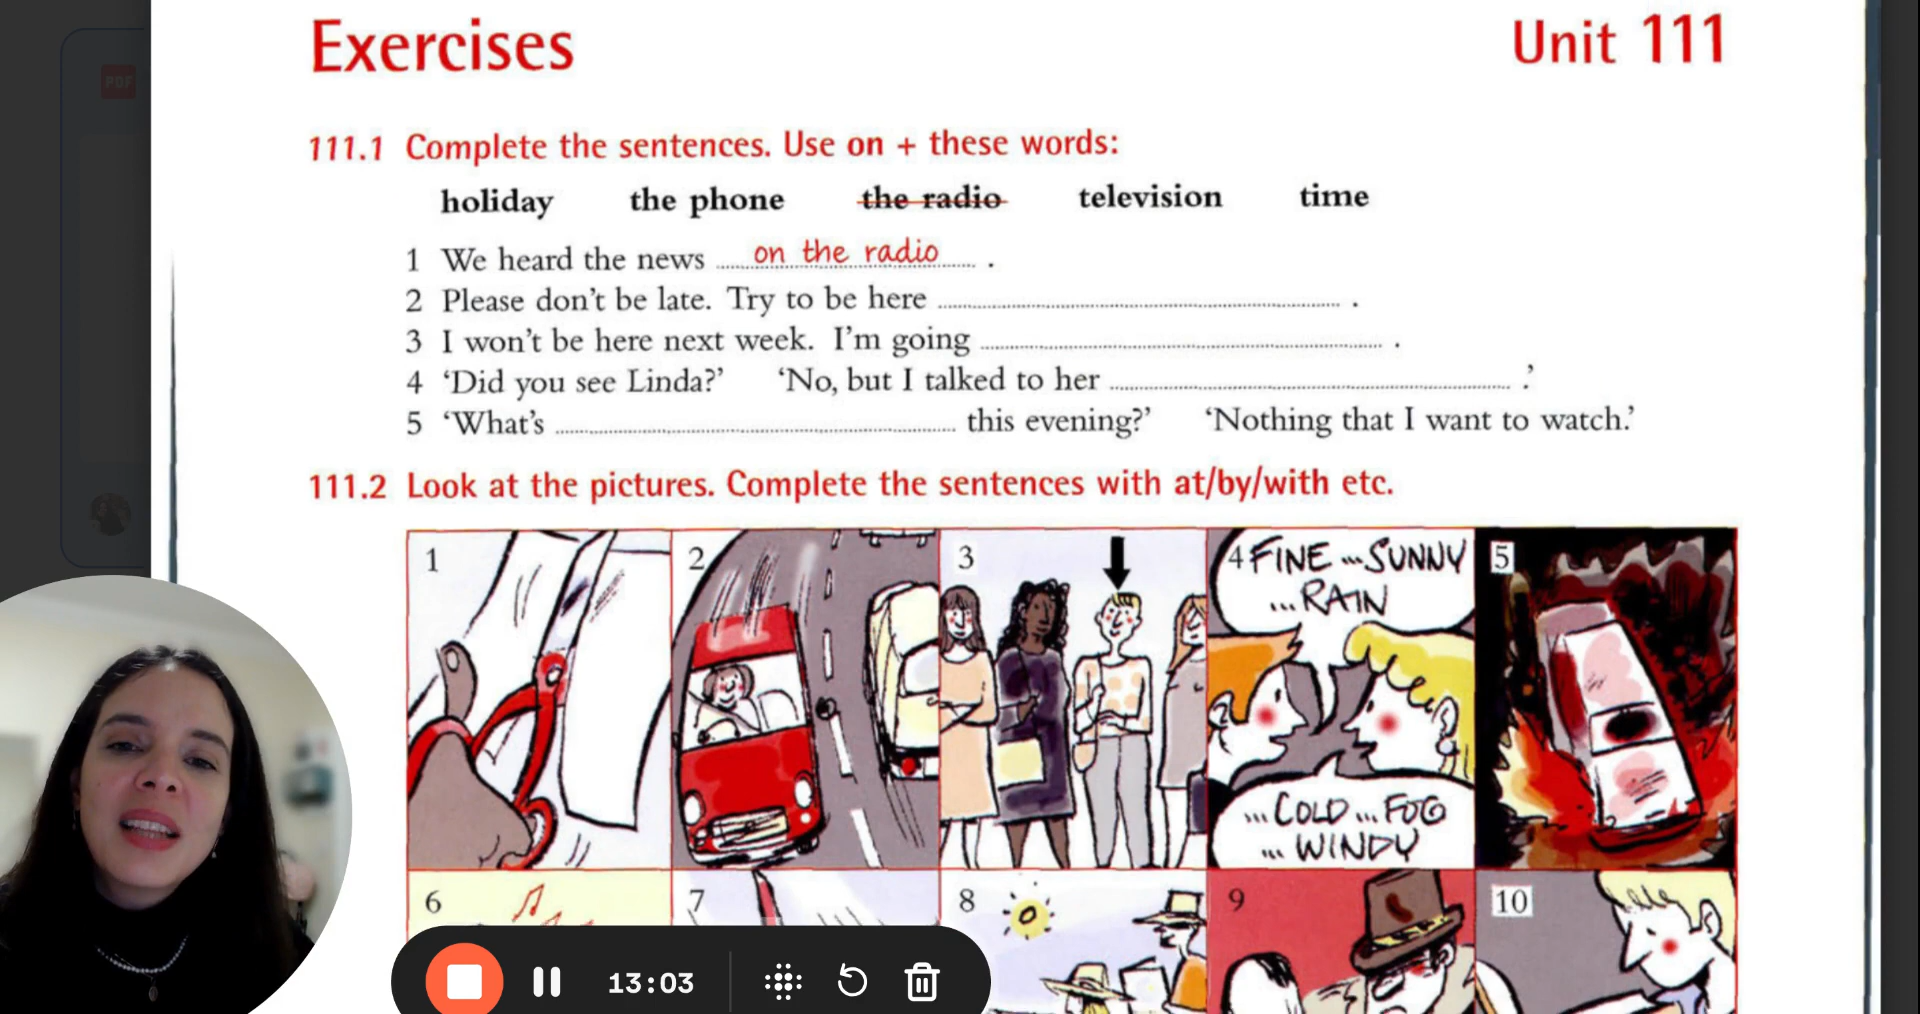 PDF
Exercises
Unit 111
111.1 Complete the sentences. Use on + these words:
holiday the phone the radio television time
1 We heard the news on the radio .
2 Please don't be late. Try to be here .
3 I won't be here next week. I'm going .
4 ‘Did you see Linda?’ ‘No, but I talked to her .’
5 ‘What's this evening?’ ‘Nothing that I want to watch.’
111.2 Look at the pictures. Complete the sentences with at/by/with etc.
1
2
3
4 FINE ... SUNNY
... RAIN
... COLD ... FOG
... WINDY
5
6
7
8
9
10
13:03